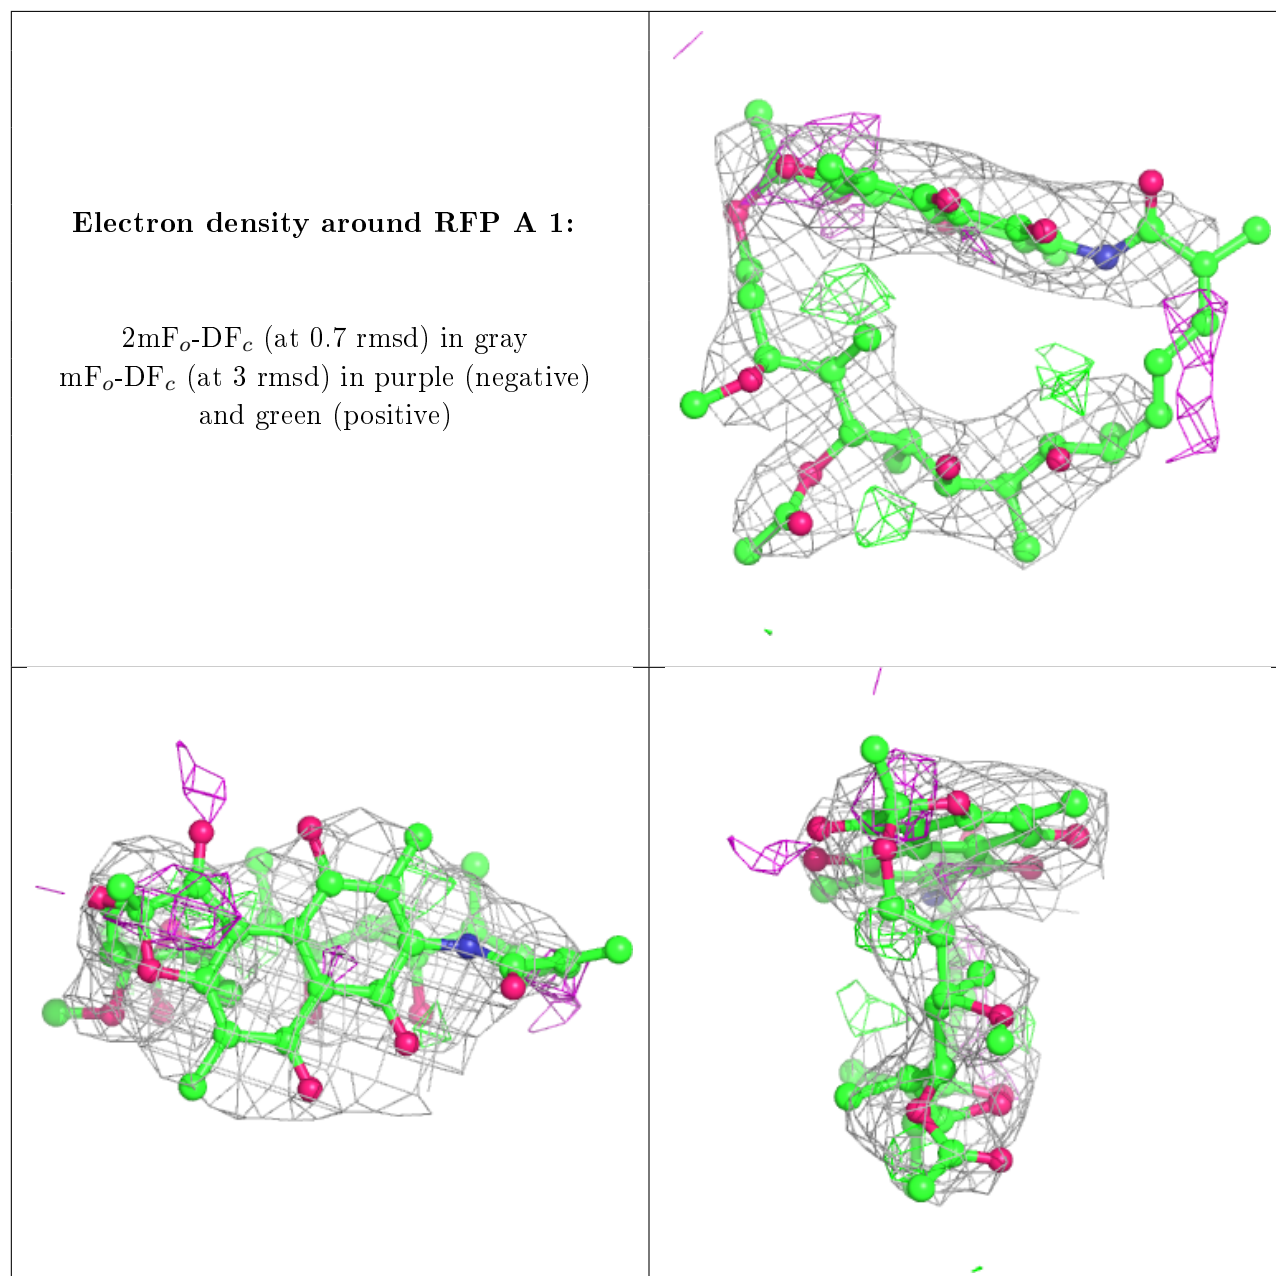 Electron density around RFP A 1:
2mFo-DFc (at 0.7 rmsd) in gray
mFo-DFc (at 3 rmsd) in purple (negative)
and green (positive)